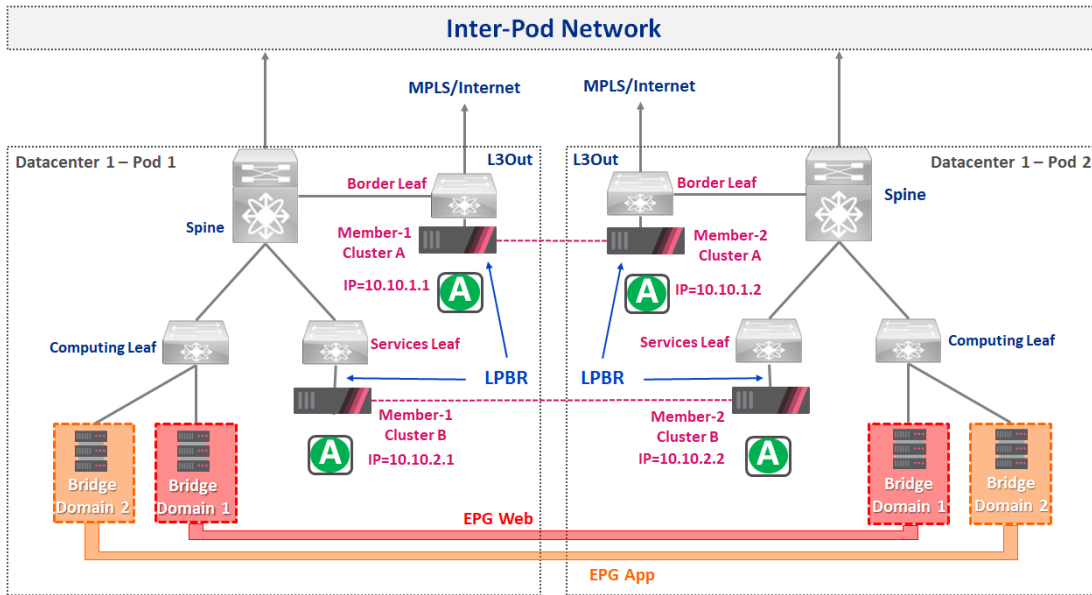 Inter-Pod Network
MPLS/Internet
MPLS/Internet
Datacenter 1 – Pod 1
L3Out
L3Out
Datacenter 1 – Pod 2
Border Leaf
Border Leaf
Spine
Spine
Member-1
Cluster A
Member-2
Cluster A
IP=10.10.1.1
A
A
IP=10.10.1.2
Computing Leaf
Services Leaf
Services Leaf
Computing Leaf
LPBR
LPBR
Member-1
Cluster B
IP=10.10.2.1
A
Member-2
Cluster B
IP=10.10.2.2
A
Bridge
Domain 2
Bridge
Domain 1
Bridge
Domain 1
Bridge
Domain 2
EPG Web
EPG App